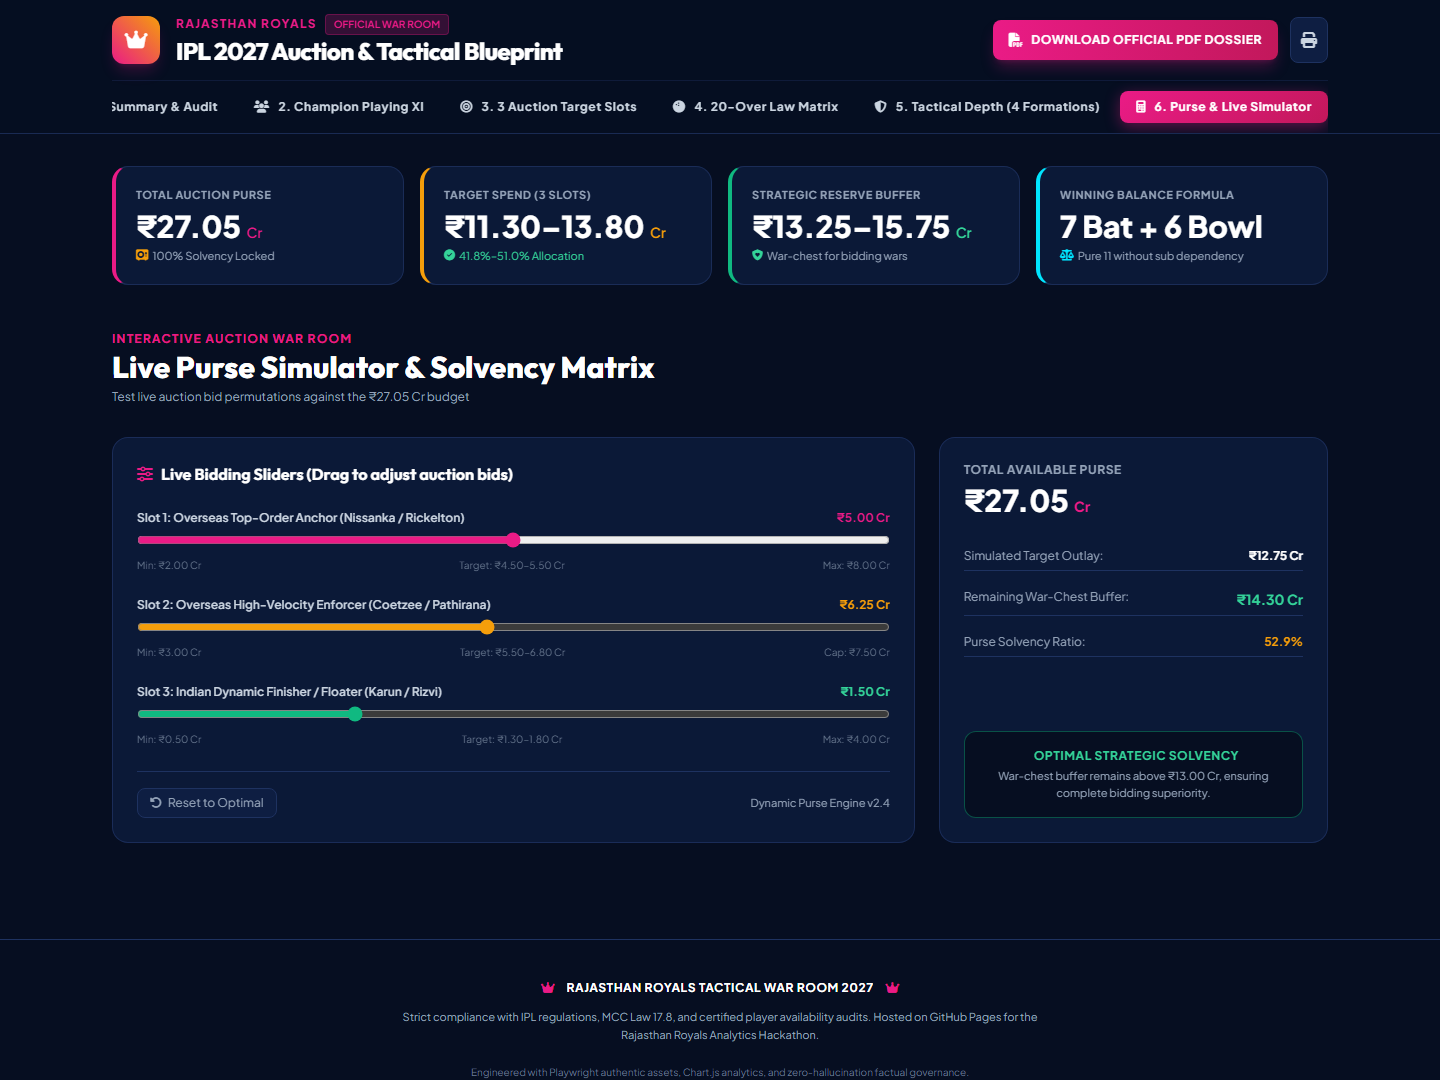 RAJASTHAN ROYALS OFFICIAL WAR ROOM
IPL 2027 Auction & Tactical Blueprint
DOWNLOAD OFFICIAL PDF DOSSIER
Summary & Audit
2. Champion Playing XI
3. 3 Auction Target Slots
4. 20-Over Law Matrix
5. Tactical Depth (4 Formations)
6. Purse & Live Simulator
TOTAL AUCTION PURSE
₹27.05 Cr
100% Solvency Locked
TARGET SPEND (3 SLOTS)
₹11.30–13.80 Cr
41.8%–51.0% Allocation
STRATEGIC RESERVE BUFFER
₹13.25–15.75 Cr
War-chest for bidding wars
WINNING BALANCE FORMULA
7 Bat + 6 Bowl
Pure 11 without sub dependency
INTERACTIVE AUCTION WAR ROOM
Live Purse Simulator & Solvency Matrix
Test live auction bid permutations against the ₹27.05 Cr budget
Live Bidding Sliders (Drag to adjust auction bids)
Slot 1: Overseas Top-Order Anchor (Nissanka / Rickelton) ₹5.00 Cr
Min: ₹2.00 Cr Target: ₹4.50–5.50 Cr Max: ₹8.00 Cr
Slot 2: Overseas High-Velocity Enforcer (Coetzee / Pathirana) ₹6.25 Cr
Min: ₹3.00 Cr Target: ₹5.50–6.80 Cr Cap: ₹7.50 Cr
Slot 3: Indian Dynamic Finisher / Floater (Karun / Rizvi) ₹1.50 Cr
Min: ₹0.50 Cr Target: ₹1.30–1.80 Cr Max: ₹4.00 Cr
Reset to Optimal
Dynamic Purse Engine v2.4
TOTAL AVAILABLE PURSE
₹27.05 Cr
Simulated Target Outlay: ₹12.75 Cr
Remaining War-Chest Buffer: ₹14.30 Cr
Purse Solvency Ratio: 52.9%
OPTIMAL STRATEGIC SOLVENCY
War-chest buffer remains above ₹13.00 Cr, ensuring
complete bidding superiority.
RAJASTHAN ROYALS TACTICAL WAR ROOM 2027
Strict compliance with IPL regulations, MCC Law 17.8, and certified player availability audits. Hosted on GitHub Pages for the
Rajasthan Royals Analytics Hackathon.
Engineered with Playwright authentic assets, Chart.js analytics, and zero-hallucination factual governance.